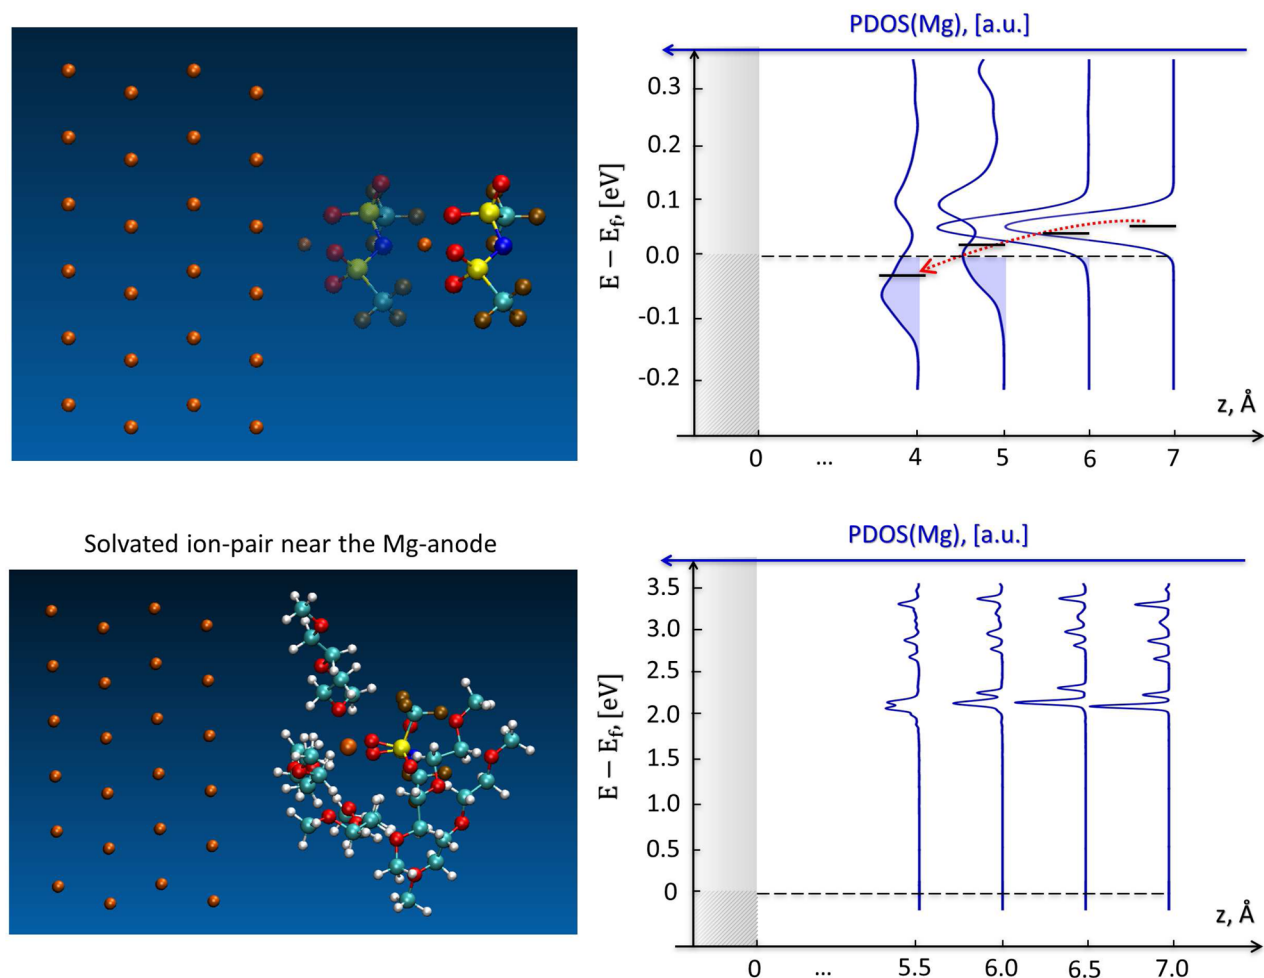 PDOS(Mg), [a.u.]
E − E_f, [eV]
0.3
0.2
0.1
0.0
-0.1
-0.2
z, Å
0 ... 4 5 6 7
Solvated ion-pair near the Mg-anode
PDOS(Mg), [a.u.]
E − E_f, [eV]
3.5
3.0
2.5
2.0
1.5
1.0
0.5
0
z, Å
0 ... 5.5 6.0 6.5 7.0